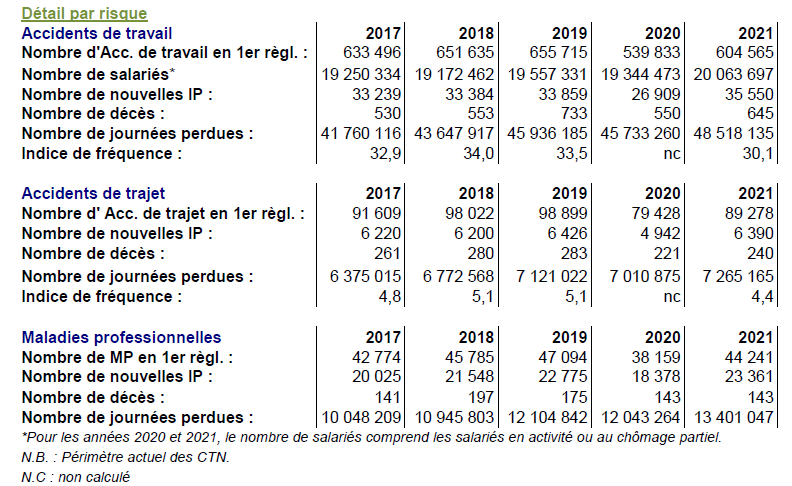 Détail par risque
Accidents de travail 2017 2018 2019 2020 2021
Nombre d'Acc. de travail en 1er règl. : 633 496 651 635 655 715 539 833 604 565
Nombre de salariés* 19 250 334 19 172 462 19 557 331 19 344 473 20 063 697
Nombre de nouvelles IP : 33 239 33 384 33 859 26 909 35 550
Nombre de décès : 530 553 733 550 645
Nombre de journées perdues : 41 760 116 43 647 917 45 936 185 45 733 260 48 518 135
Indice de fréquence : 32,9 34,0 33,5 nc 30,1
Accidents de trajet 2017 2018 2019 2020 2021
Nombre d' Acc. de trajet en 1er règl. : 91 609 98 022 98 899 79 428 89 278
Nombre de nouvelles IP : 6 220 6 200 6 426 4 942 6 390
Nombre de décès : 261 280 283 221 240
Nombre de journées perdues : 6 375 015 6 772 568 7 121 022 7 010 875 7 265 165
Indice de fréquence : 4,8 5,1 5,1 nc 4,4
Maladies professionnelles 2017 2018 2019 2020 2021
Nombre de MP en 1er règl. : 42 774 45 785 47 094 38 159 44 241
Nombre de nouvelles IP : 20 025 21 548 22 775 18 378 23 361
Nombre de décès : 141 197 175 143 143
Nombre de journées perdues : 10 048 209 10 945 803 12 104 842 12 043 264 13 401 047
*Pour les années 2020 et 2021, le nombre de salariés comprend les salariés en activité ou au chômage partiel.
N.B. : Périmètre actuel des CTN.
N.C : non calculé